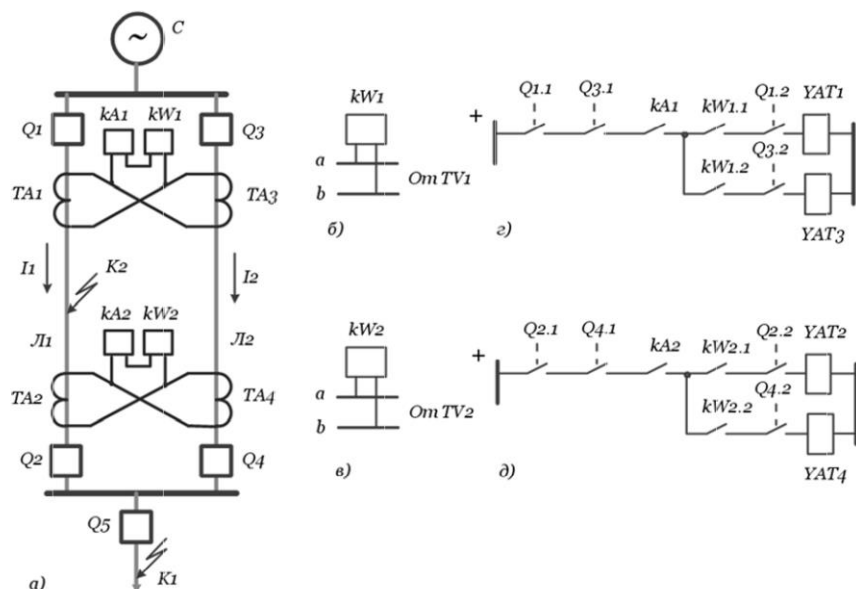 C
Q1
kA1
kW1
Q3
TA1
TA3
I1
K2
I2
kA2
kW2
Л1
Л2
TA2
TA4
Q2
Q4
Q5
K1
а)
kW1
a
b
От TV1
б)
kW2
a
b
От TV2
в)
+
Q1.1
Q3.1
kA1
kW1.1
Q1.2
YAT1
kW1.2
Q3.2
YAT3
г)
+
Q2.1
Q4.1
kA2
kW2.1
Q2.2
YAT2
kW2.2
Q4.2
YAT4
д)